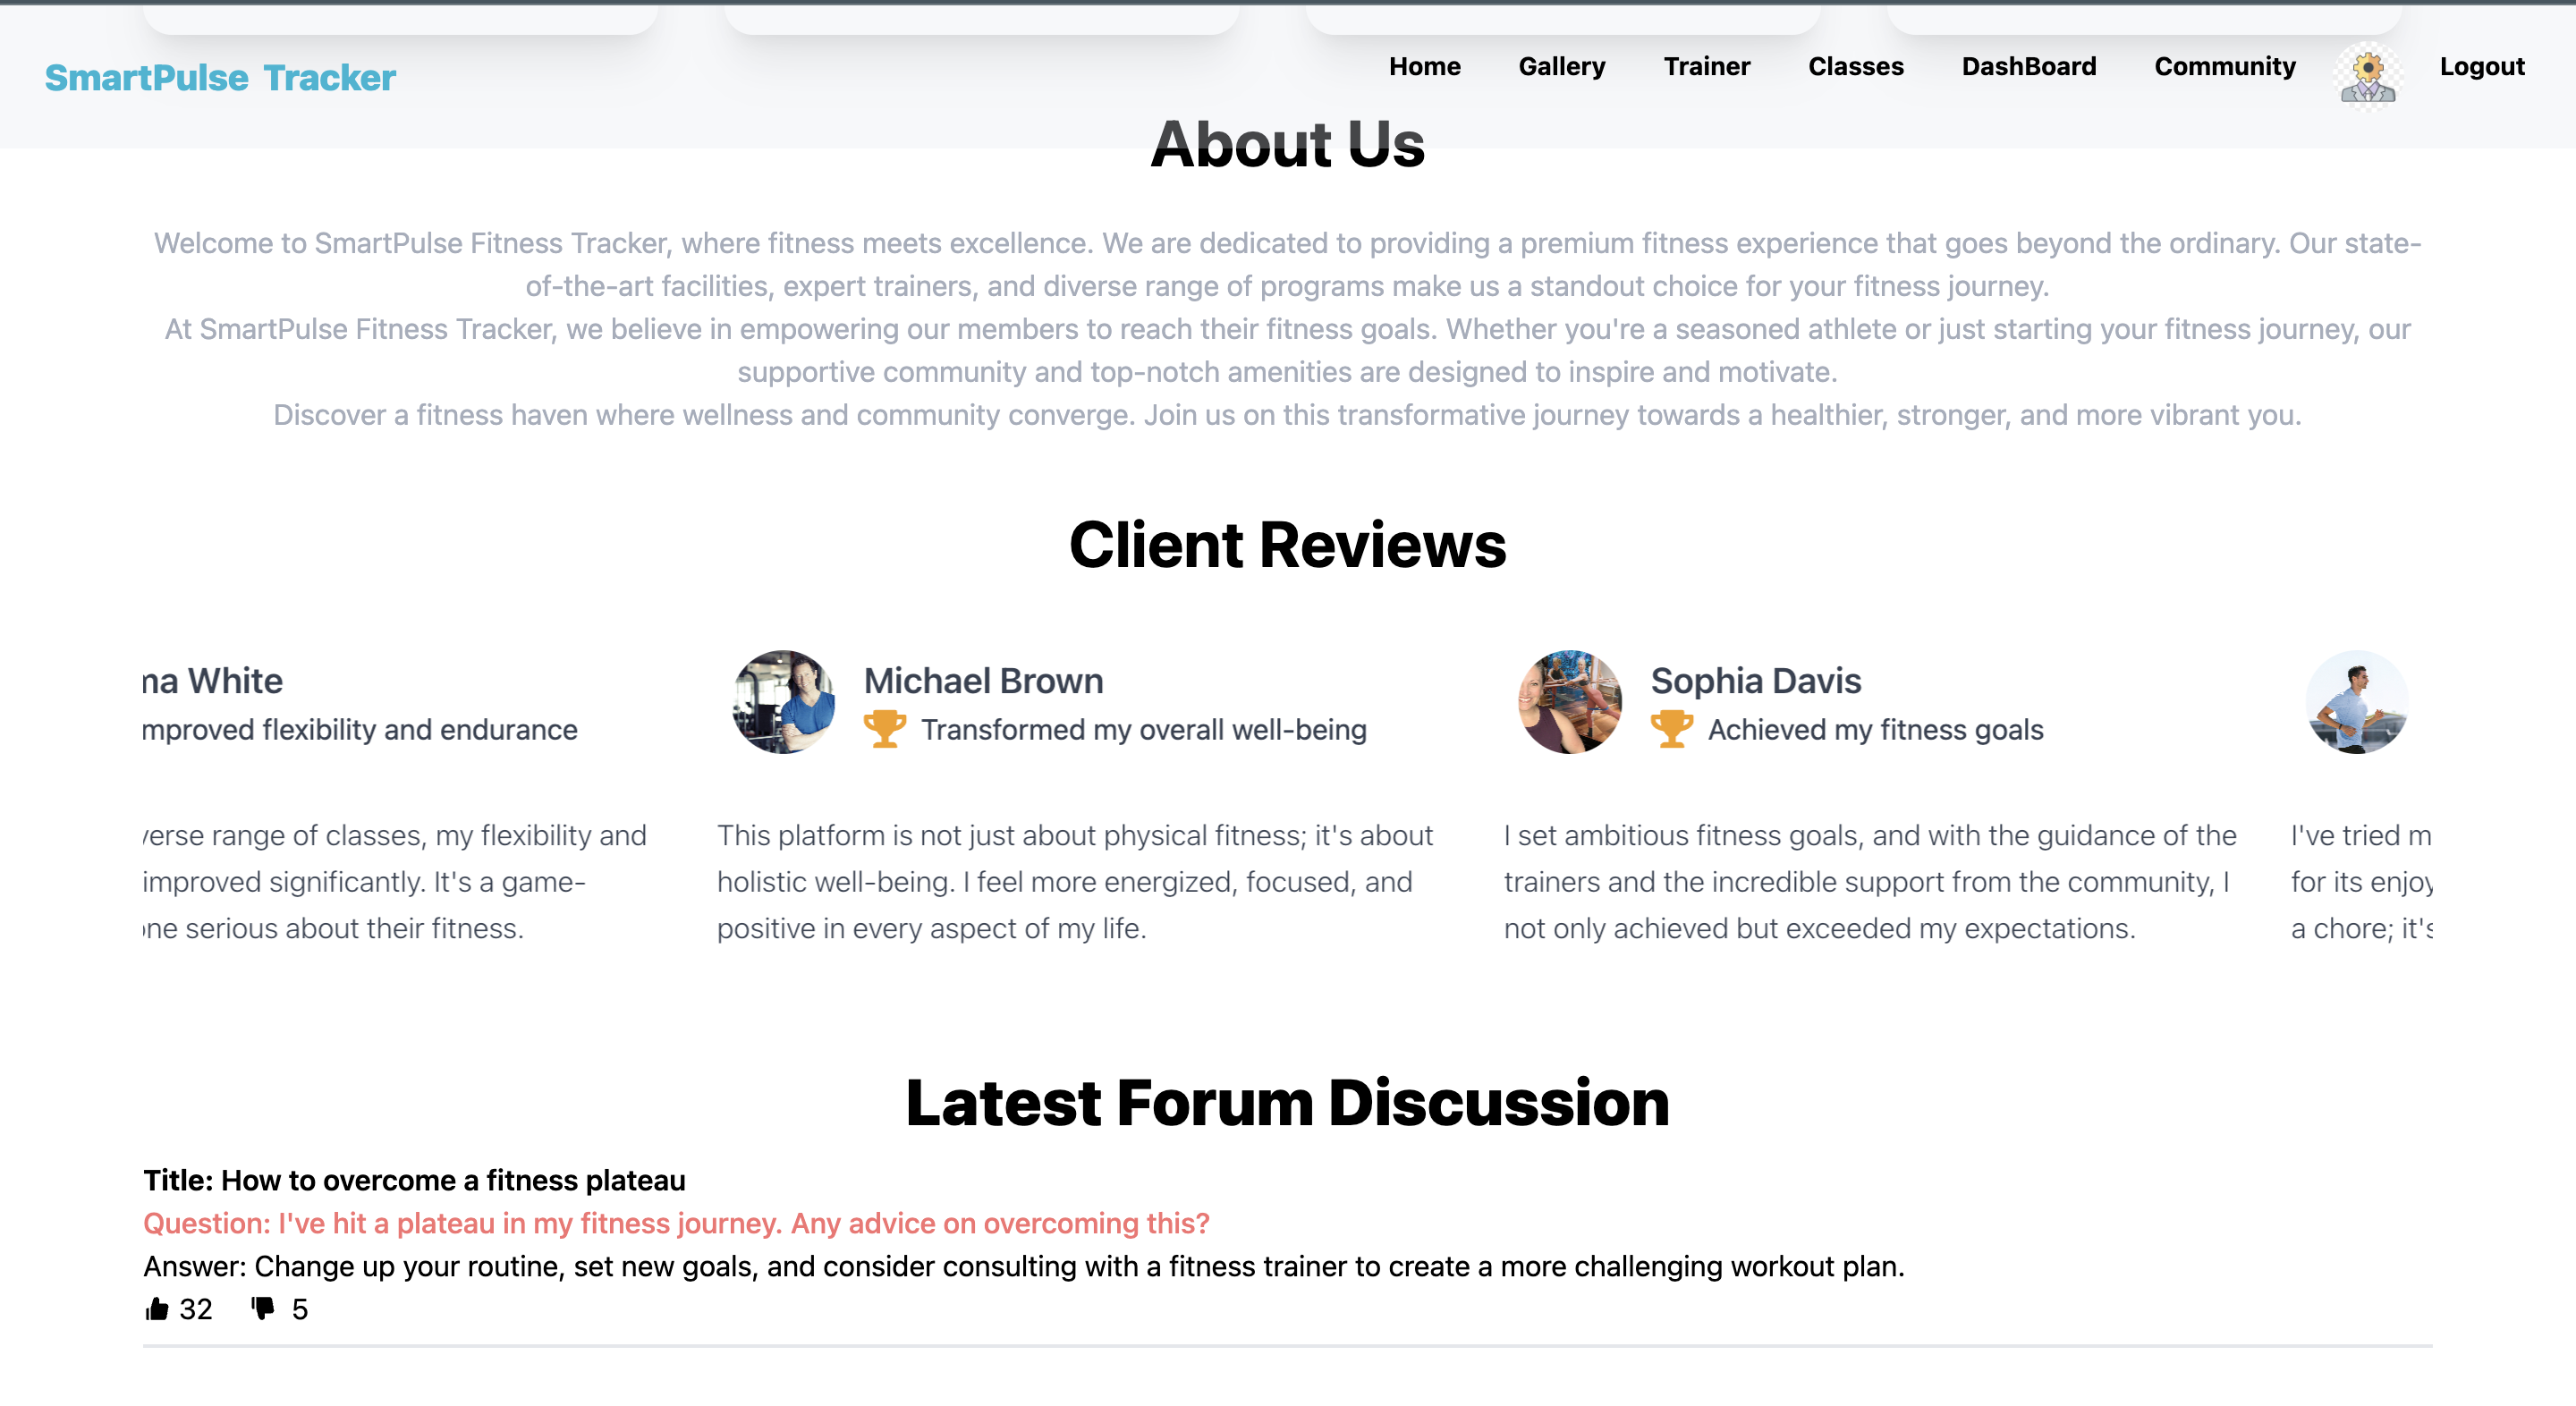 SmartPulse Tracker
Home Gallery Trainer Classes DashBoard Community Logout
About Us
Welcome to SmartPulse Fitness Tracker, where fitness meets excellence. We are dedicated to providing a premium fitness experience that goes beyond the ordinary. Our state-
of-the-art facilities, expert trainers, and diverse range of programs make us a standout choice for your fitness journey.
At SmartPulse Fitness Tracker, we believe in empowering our members to reach their fitness goals. Whether you're a seasoned athlete or just starting your fitness journey, our
supportive community and top-notch amenities are designed to inspire and motivate.
Discover a fitness haven where wellness and community converge. Join us on this transformative journey towards a healthier, stronger, and more vibrant you.
Client Reviews
White
flexibility and endurance
range of classes, my flexibility and
improved significantly. It's a game-
serious about their fitness.
Michael Brown
Transformed my overall well-being
This platform is not just about physical fitness; it's about
holistic well-being. I feel more energized, focused, and
positive in every aspect of my life.
Sophia Davis
Achieved my fitness goals
I set ambitious fitness goals, and with the guidance of the
trainers and the incredible support from the community, I
not only achieved but exceeded my expectations.
I've tried
for its
a chore;
Latest Forum Discussion
Title: How to overcome a fitness plateau
Question: I've hit a plateau in my fitness journey. Any advice on overcoming this?
Answer: Change up your routine, set new goals, and consider consulting with a fitness trainer to create a more challenging workout plan.
32 5